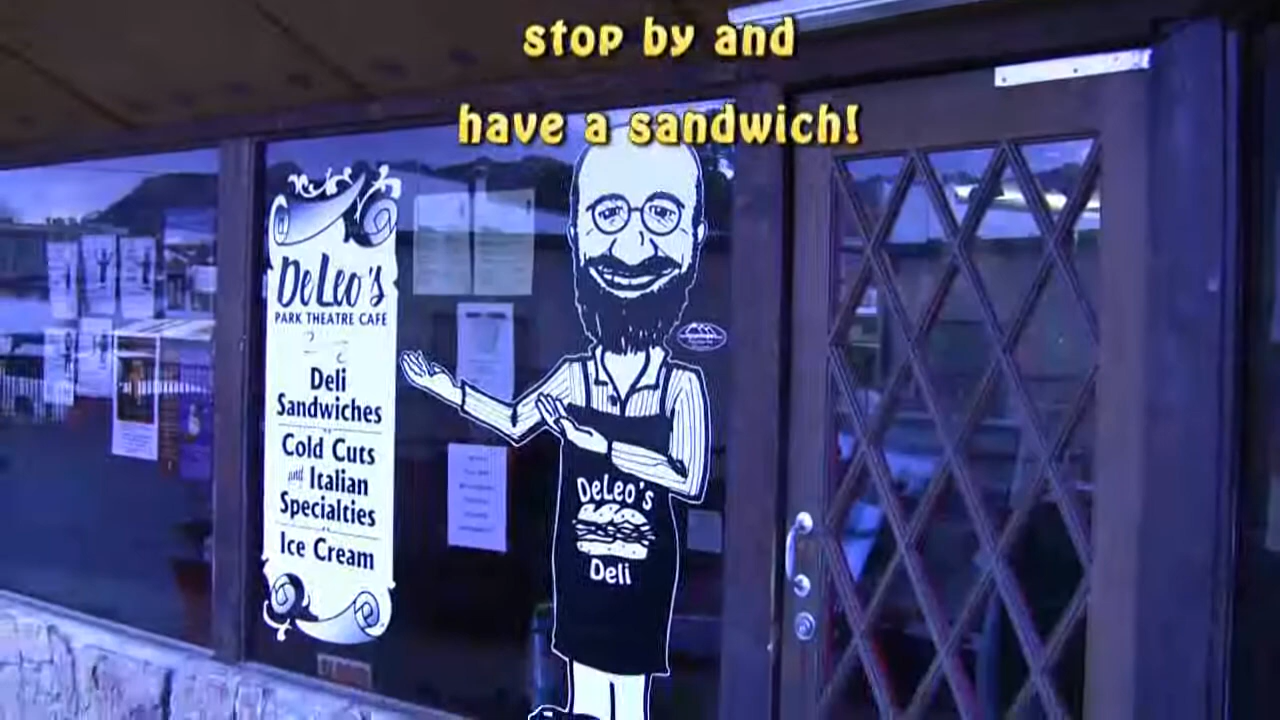 stop by and
have a sandwich!
DeLeo's
PARK THEATRE CAFE
Deli
Sandwiches
Cold Cuts
and Italian
Specialties
Ice Cream
DeLeo's
Deli